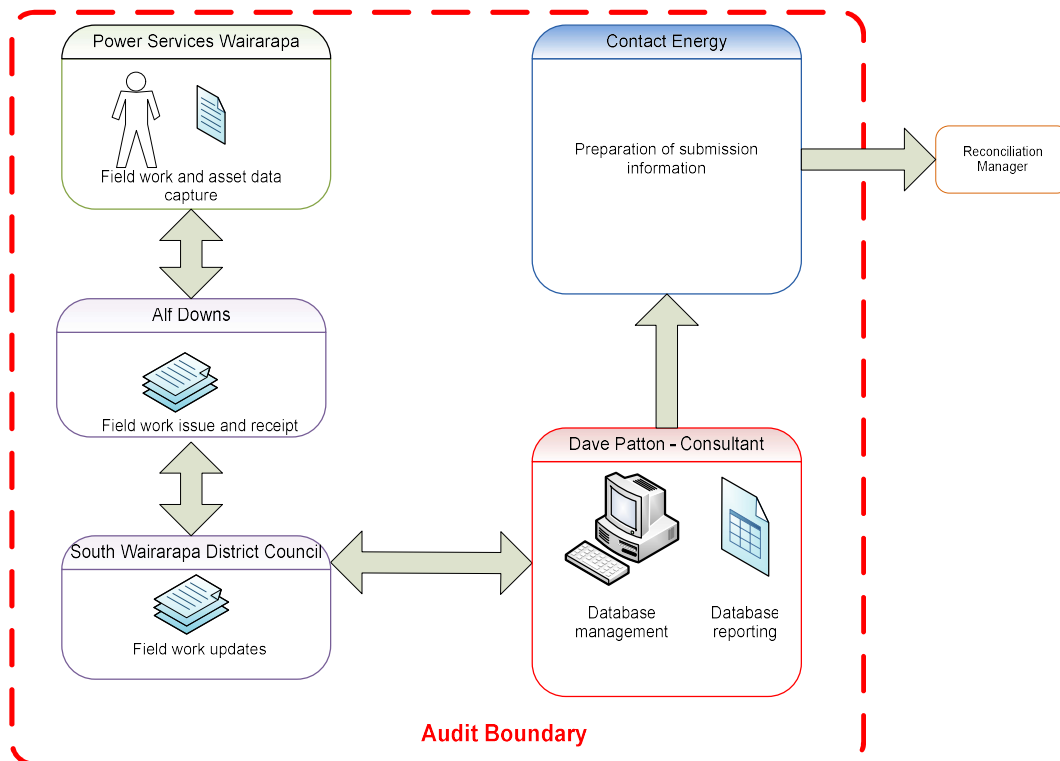 Power Services Wairarapa
Field work and asset data
capture
Contact Energy
Preparation of submission
information
Reconciliation
Manager
Alf Downs
Field work issue and receipt
Dave Patton - Consultant
Database
management
Database
reporting
South Wairarapa District Council
Field work updates
Audit Boundary